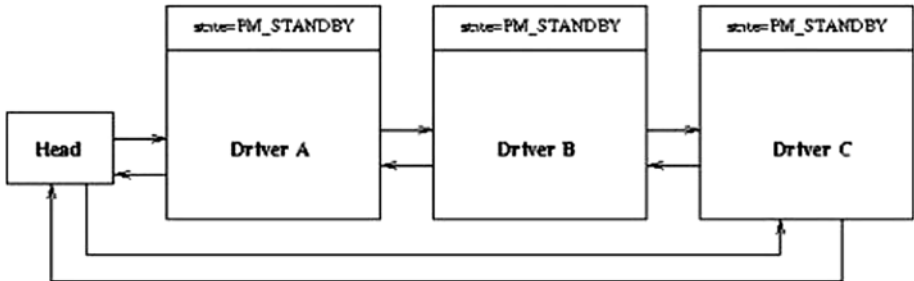 state=PM_STANDBY
state=PM_STANDBY
state=PM_STANDBY
Head
Driver A
Driver B
Driver C